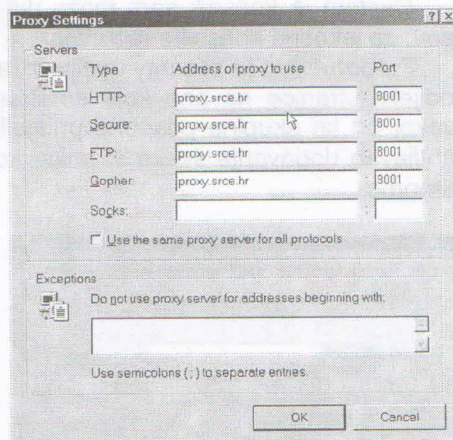 Proxy Settings
Servers
Type Address of proxy to use Port
HTTP: proxy.srce.hr : 8001
Secure: proxy.srce.hr : 8001
FTP: proxy.srce.hr : 8001
Gopher: proxy.srce.hr : 8001
Socks: :
Use the same proxy server for all protocols
Exceptions
Do not use proxy server for addresses beginning with:
Use semicolons ( ; ) to separate entries.
OK Cancel